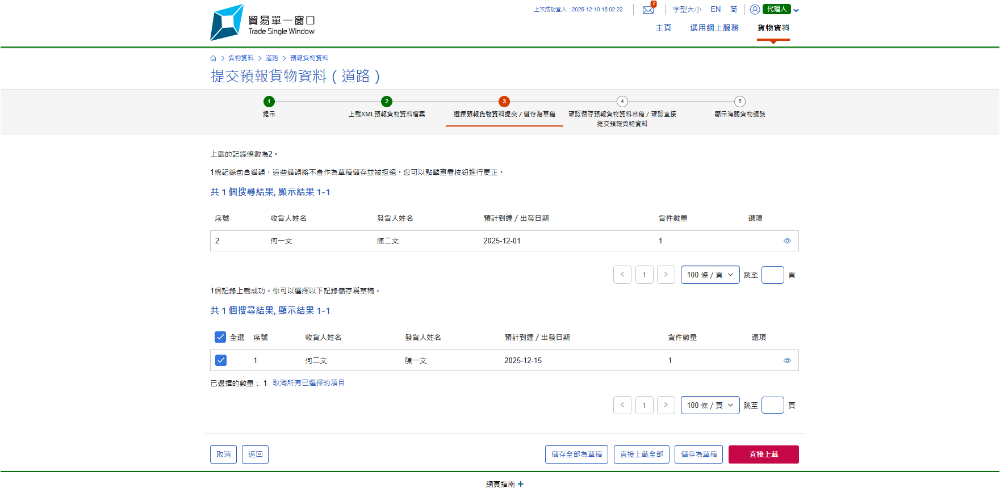 上次成功登入 : 2025-12-10 15:02:22
7
字型大小 EN 简 代理人
貿易單一窗口
Trade Single Window
主頁 選用網上服務 貨物資料
貨物資料 > 道路 > 預報貨物資料
提交預報貨物資料 ( 道路 )
1 提示
2 上載XML預報貨物資料檔案
3 選擇預報貨物資料提交 / 儲存為草稿
4 確認儲存預報貨物資料草稿 / 確認直接
提交預報貨物資料
5 顯示海關貨物編號
上載的記錄條數為2。
1條記錄包含錯誤，這些錯誤將不會作為草稿儲存並被拒絕。您可以點擊查看按鈕進行更正。
共 1 個搜尋結果, 顯示結果 1-1
序號 收貨人姓名 發貨人姓名 預計到達 / 出發日期 貨件數量 選項
2 何一文 陳二文 2025-12-01 1
< 1 > 100 條 / 頁 跳至 頁
1個記錄上載成功。你可以選擇以下記錄儲存爲草稿。
共 1 個搜尋結果, 顯示結果 1-1
全選 序號 收貨人姓名 發貨人姓名 預計到達 / 出發日期 貨件數量 選項
1 何二文 陳一文 2025-12-15 1
已選擇的數量 : 1 取消所有已選擇的項目
< 1 > 100 條 / 頁 跳至 頁
取消 返回 儲存全部為草稿 直接上載全部 儲存為草稿 直接上載
網頁指南 +